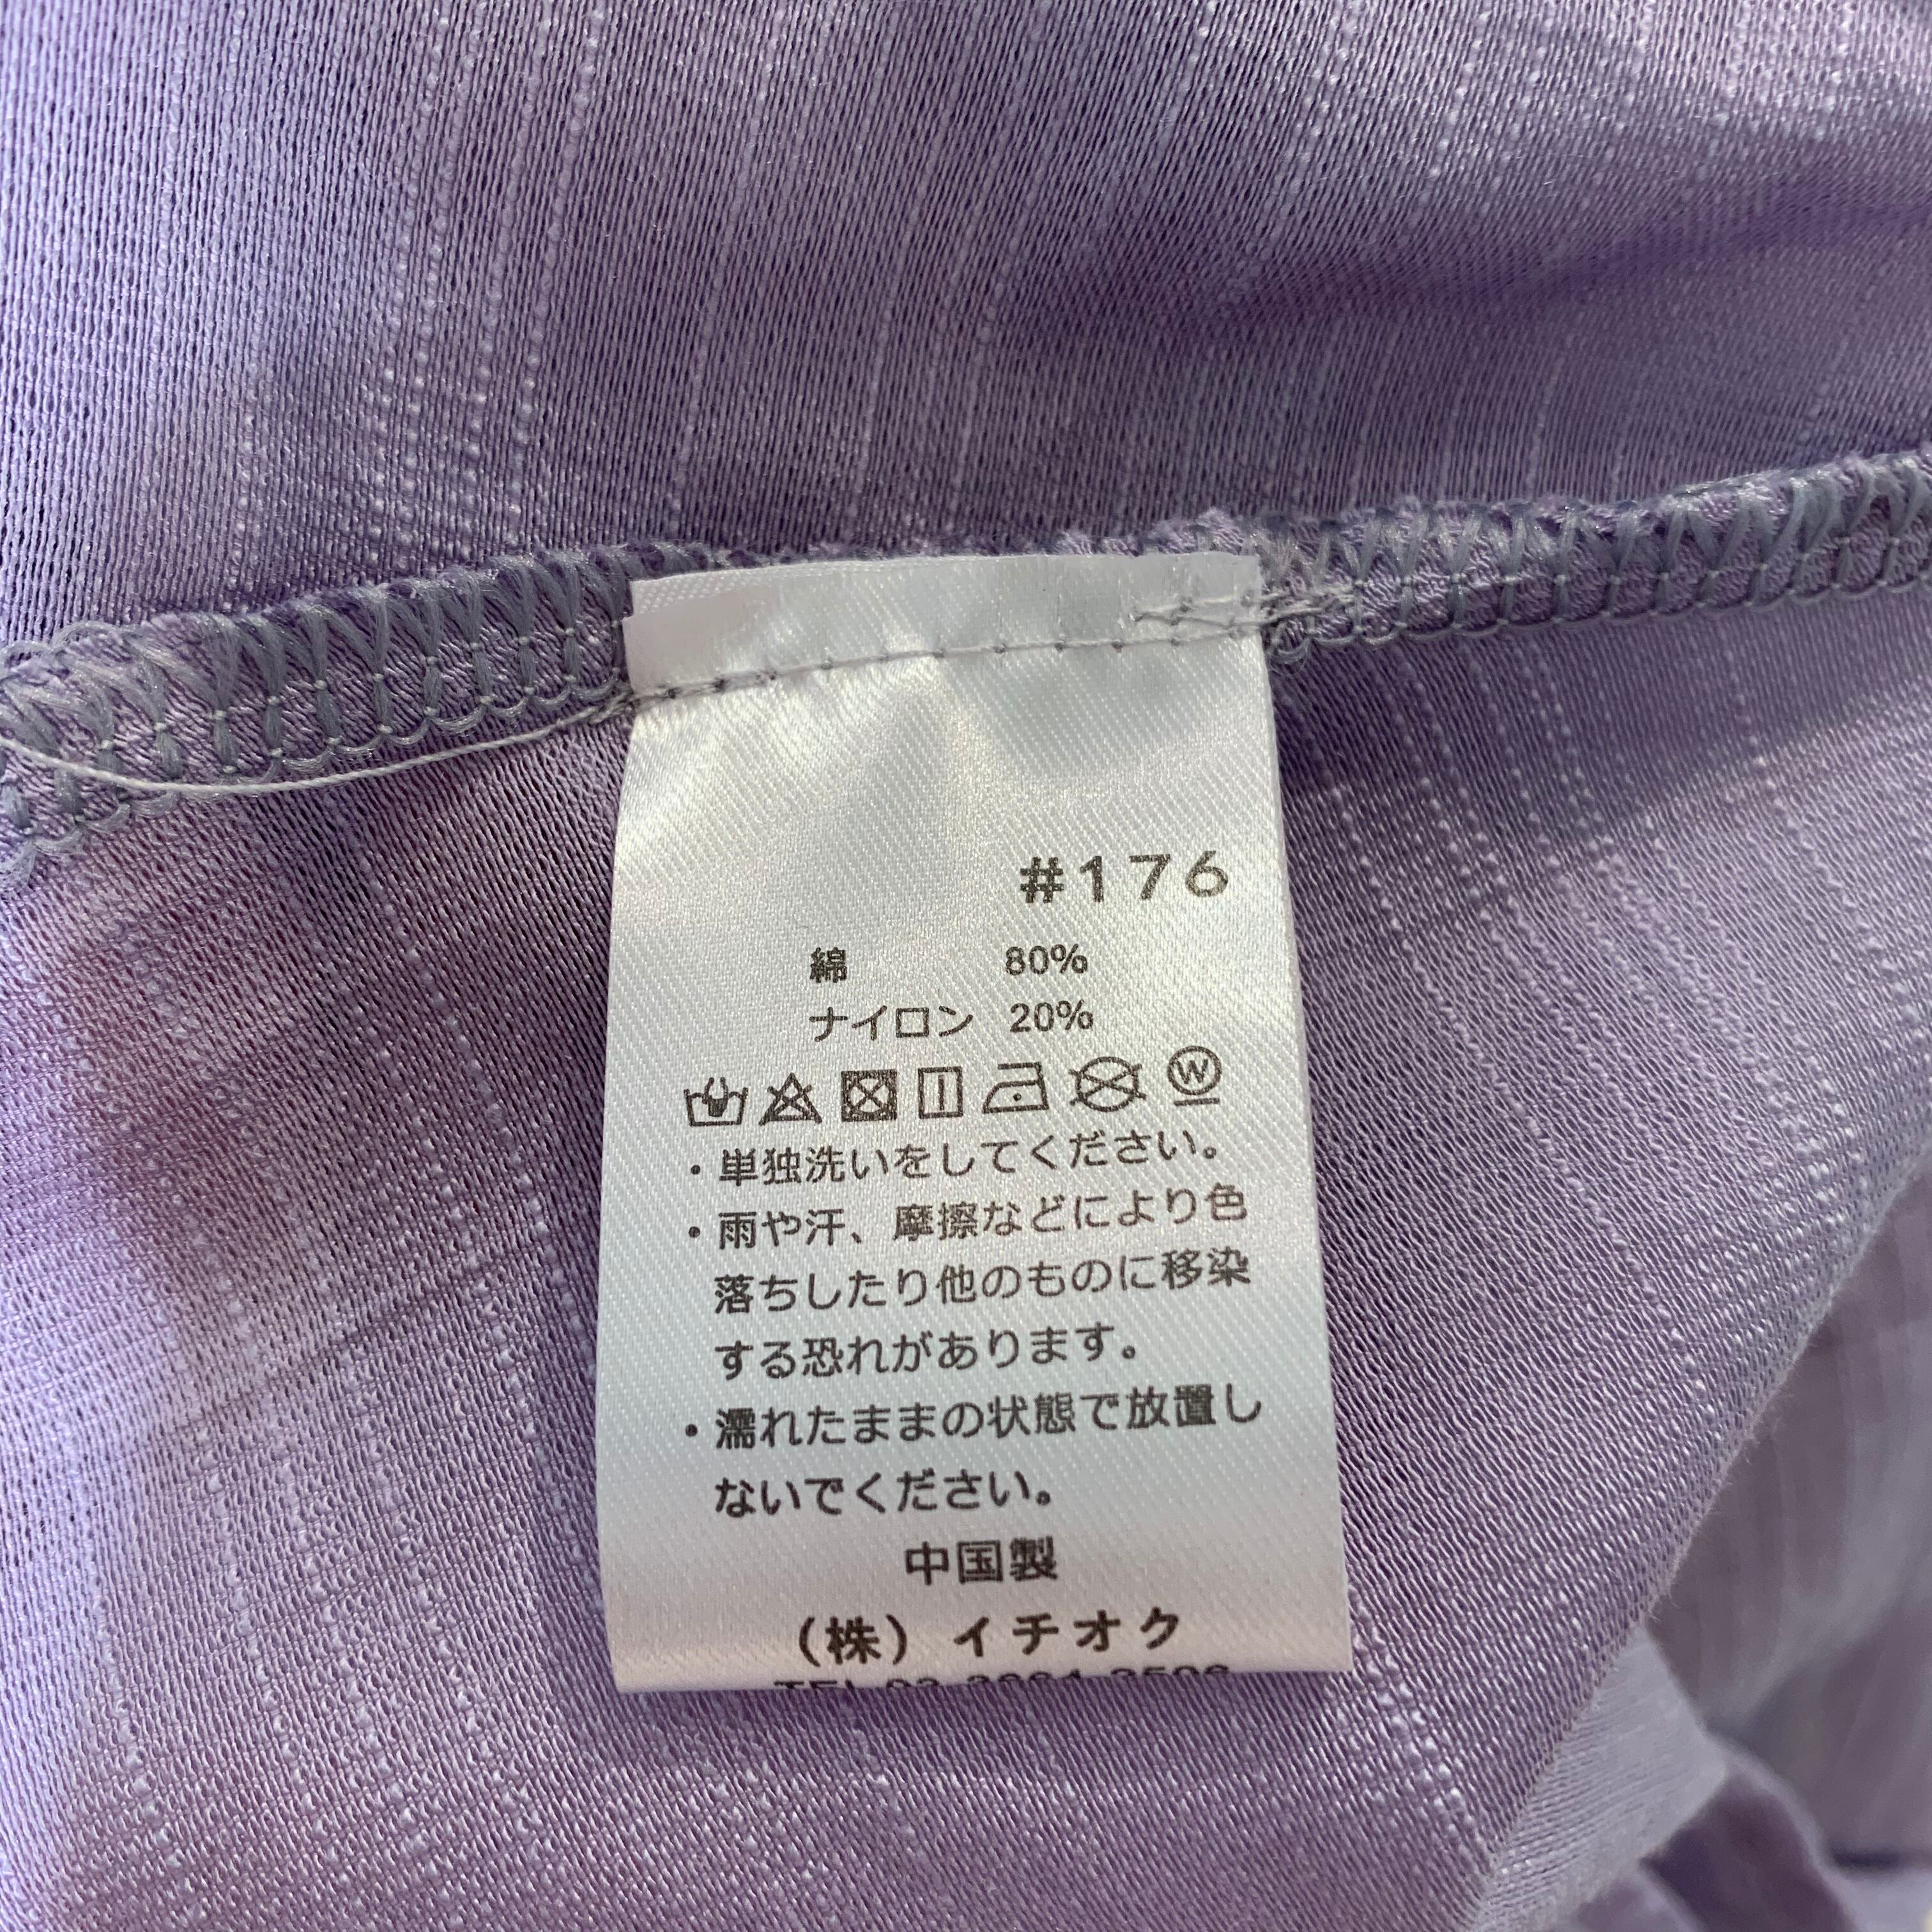 #176
綿 80%
ナイロン 20%
W
・単独洗いをしてください。
・雨や汗、摩擦などにより色
落ちしたり他のものに移染
する恐れがあります。
・濡れたままの状態で放置し
ないでください。
中国製
(株) イチオク
TEL